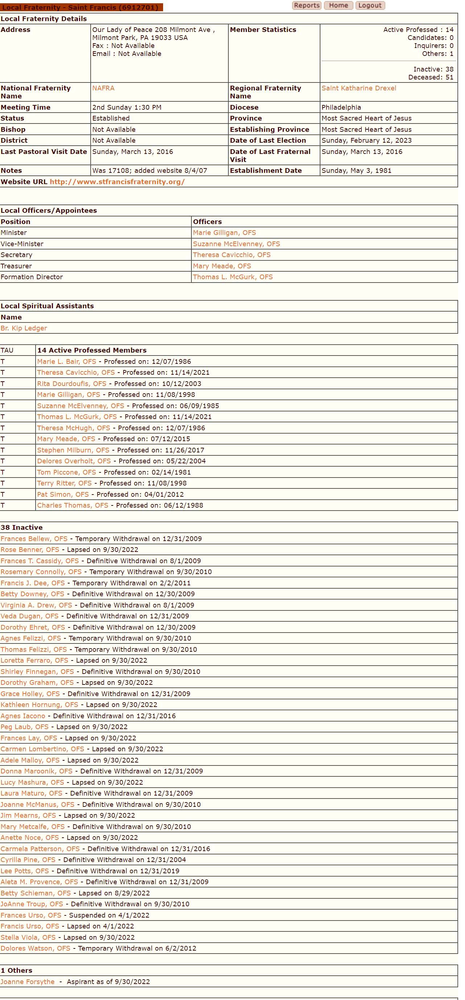 Local Fraternity - Saint Francis (6912701)
Reports Home Logout
Local Fraternity Details
Address
Our Lady of Peace 208 Milmont Ave ,
Milmont Park, PA 19033 USA
Fax : Not Available
Email : Not Available
Member Statistics
Active Professed : 14
Candidates: 0
Inquirers: 0
Others: 1
Inactive: 38
Deceased: 51
National Fraternity
Name
NAFRA
Regional Fraternity
Name
Saint Katharine Drexel
Meeting Time 2nd Sunday 1:30 PM Diocese Philadelphia
Status Established Province Most Sacred Heart of Jesus
Bishop Not Available Establishing Province Most Sacred Heart of Jesus
District Not Available Date of Last Election Sunday, February 12, 2023
Last Pastoral Visit Date Sunday, March 13, 2016
Date of Last Fraternal
Visit
Sunday, March 13, 2016
Notes Was 17108; added website 8/4/07 Establishment Date Sunday, May 3, 1981
Website URL http://www.stfrancisfraternity.org/
Local Officers/Appointees
Position Officers
Minister Marie Gilligan, OFS
Vice-Minister Suzanne McElvenney, OFS
Secretary Theresa Cavicchio, OFS
Treasurer Mary Meade, OFS
Formation Director Thomas L. McGurk, OFS
Local Spiritual Assistants
Name
Br. Kip Ledger
TAU 14 Active Professed Members
T Marie L. Bair, OFS - Professed on: 12/07/1986
T Theresa Cavicchio, OFS - Professed on: 11/14/2021
T Rita Dourdoufis, OFS - Professed on: 10/12/2003
T Marie Gilligan, OFS - Professed on: 11/08/1998
T Suzanne McElvenney, OFS - Professed on: 06/09/1985
T Thomas L. McGurk, OFS - Professed on: 11/14/2021
T Theresa McHugh, OFS - Professed on: 12/07/1986
T Mary Meade, OFS - Professed on: 07/12/2015
T Stephen Milburn, OFS - Professed on: 11/26/2017
T Delores Overholt, OFS - Professed on: 05/22/2004
T Tom Piccone, OFS - Professed on: 02/14/1981
T Terry Ritter, OFS - Professed on: 11/08/1998
T Pat Simon, OFS - Professed on: 04/01/2012
T Charles Thomas, OFS - Professed on: 06/12/1988
38 Inactive
Frances Bellew, OFS - Temporary Withdrawal on 12/31/2009
Rose Benner, OFS - Lapsed on 9/30/2022
Frances T. Cassidy, OFS - Definitive Withdrawal on 8/1/2009
Rosemary Connolly, OFS - Temporary Withdrawal on 9/30/2010
Francis J. Dee, OFS - Temporary Withdrawal on 2/2/2011
Betty Downey, OFS - Definitive Withdrawal on 12/30/2009
Virginia A. Drew, OFS - Definitive Withdrawal on 8/1/2009
Veda Dugan, OFS - Definitive Withdrawal on 12/31/2009
Dorothy Ehret, OFS - Definitive Withdrawal on 12/30/2009
Agnes Felizzi, OFS - Temporary Withdrawal on 9/30/2010
Thomas Felizzi, OFS - Temporary Withdrawal on 9/30/2010
Loretta Ferraro, OFS - Lapsed on 9/30/2022
Shirley Finnegan, OFS - Definitive Withdrawal on 9/30/2010
Dorothy Graham, OFS - Lapsed on 9/30/2022
Grace Holley, OFS - Definitive Withdrawal on 12/31/2009
Kathleen Hornung, OFS - Lapsed on 9/30/2022
Agnes Iacono - Definitive Withdrawal on 12/31/2016
Peg Laub, OFS - Lapsed on 9/30/2022
Frances Lay, OFS - Lapsed on 9/30/2022
Carmen Lombertino, OFS - Lapsed on 9/30/2022
Adele Malloy, OFS - Lapsed on 9/30/2022
Donna Maroonik, OFS - Definitive Withdrawal on 12/31/2009
Lucy Mashura, OFS - Lapsed on 9/30/2022
Laura Maturo, OFS - Definitive Withdrawal on 12/31/2009
Joanne McManus, OFS - Definitive Withdrawal on 9/30/2010
Jim Mearns, OFS - Lapsed on 9/30/2022
Mary Metcalfe, OFS - Definitive Withdrawal on 9/30/2010
Anette Noce, OFS - Lapsed on 9/30/2022
Carmela Patterson, OFS - Definitive Withdrawal on 12/31/2016
Cyrilla Pine, OFS - Definitive Withdrawal on 12/31/2004
Lee Potts, OFS - Definitive Withdrawal on 12/31/2019
Aleta M. Provence, OFS - Definitive Withdrawal on 12/31/2009
Betty Schieman, OFS - Lapsed on 8/29/2022
JoAnne Troup, OFS - Definitive Withdrawal on 9/30/2010
Frances Urso, OFS - Suspended on 4/1/2022
Francis Urso, OFS - Lapsed on 4/1/2022
Stella Viola, OFS - Lapsed on 9/30/2022
Dolores Watson, OFS - Temporary Withdrawal on 6/2/2012
1 Others
Joanne Forsythe - Aspirant as of 9/30/2022